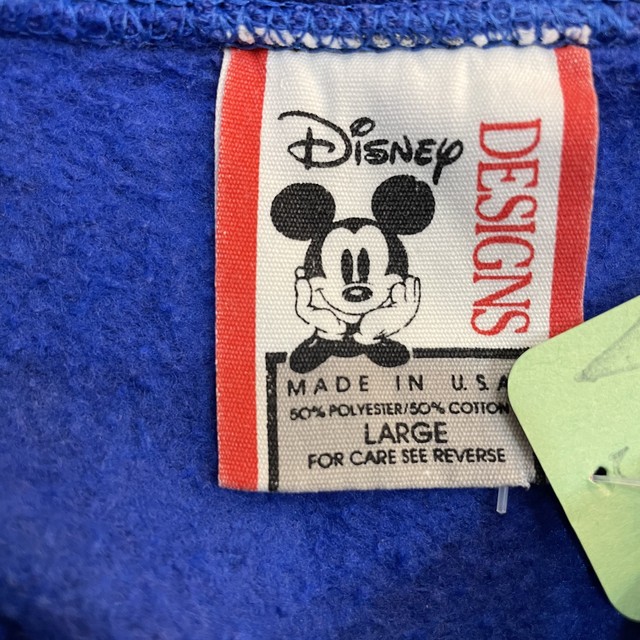 Disney
DESIGNS
MADE IN U.S.A
50% POLYESTER/50% COTTON
LARGE
FOR CARE SEE REVERSE